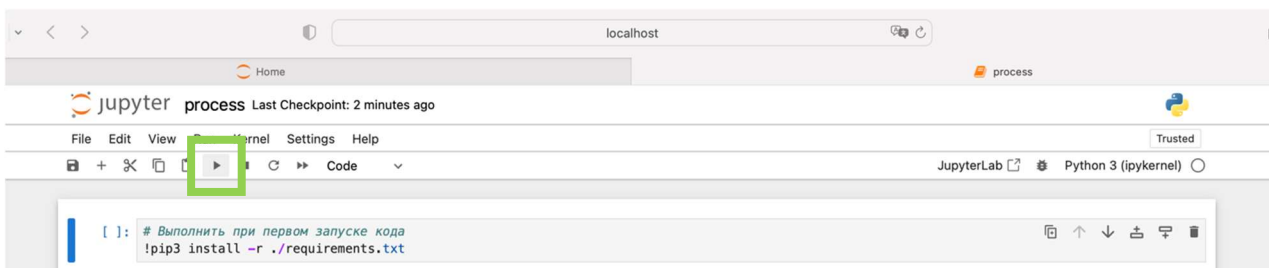 localhost
Home
process
jupyter process Last Checkpoint: 2 minutes ago
File Edit View Kernel Settings Help
Trusted
Code
JupyterLab
Python 3 (ipykernel)
[ ]: # Выполнить при первом запуске кода
!pip3 install -r ./requirements.txt